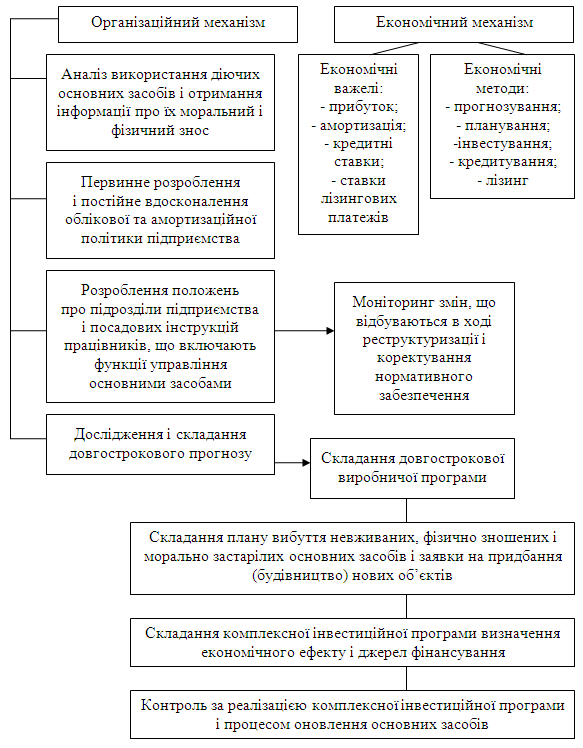 Організаційний механізм
Економічний механізм
Аналіз використання діючих
основних засобів і отримання
інформації про їх моральний і
фізичний знос
Економічні
важелі:
- прибуток;
- амортизація;
- кредитні
ставки;
- ставки
лізингових
платежів
Економічні
методи:
- прогнозування;
- планування;
-інвестування;
- кредитування;
- лізинг
Первинне розроблення
і постійне вдосконалення
облікової та амортизаційної
політики підприємства
Розроблення положень
про підрозділи підприємства
і посадових інструкцій
працівників, що включають
функції управління
основними засобами
Моніторинг змін, що
відбуваються в ході
реструктуризації і
коректування
нормативного
забезпечення
Дослідження і складання
довгострокового прогнозу
Складання довгострокової
виробничої програми
Складання плану вибуття невживаних, фізично зношених і
морально застарілих основних засобів і заявки на придбання
(будівництво) нових об’єктів
Складання комплексної інвестиційної програми визначення
економічного ефекту і джерел фінансування
Контроль за реалізацією комплексної інвестиційної програми
і процесом оновлення основних засобів